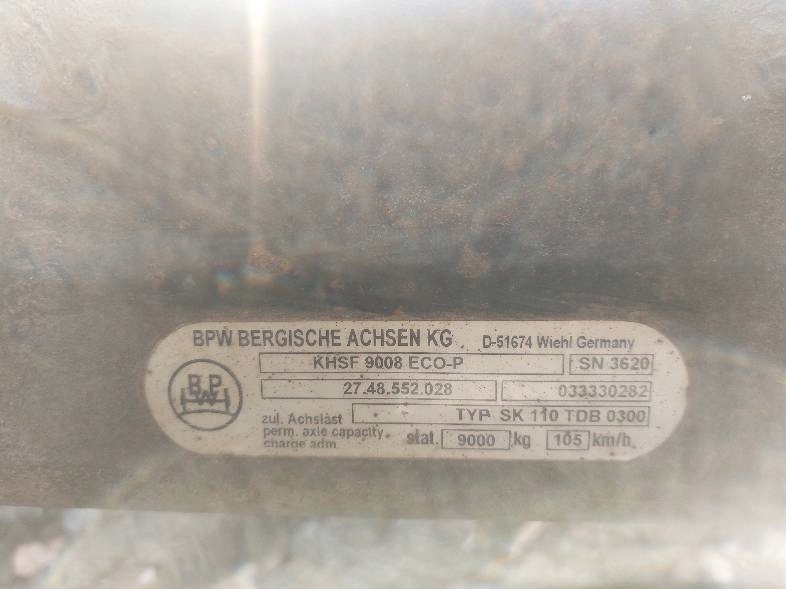 BPW BERGISCHE ACHSEN KG D-51674 Wiehl Germany
KHSF 9008 ECO-P SN 3620
BPW
27.48.552.028 033330282
TYP SK 110 TDB 0300
zul. Achslast
perm. axle capacity
charge adm. stat. 9000 kg 105 km/h